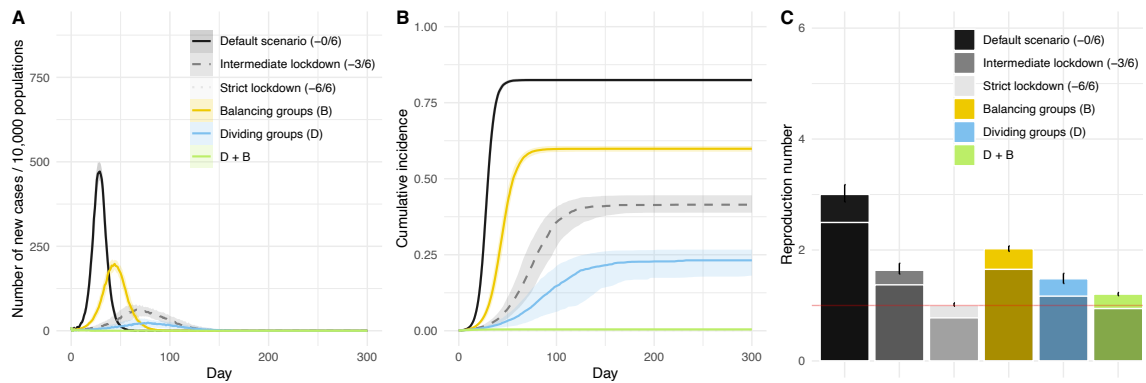 A
Number of new cases / 10,000 populations
750
500
250
0
0
100
200
300
Day
Default scenario (−0/6)
Intermediate lockdown (−3/6)
Strict lockdown (−6/6)
Balancing groups (B)
Dividing groups (D)
D + B
B
Cumulative incidence
1.00
0.75
0.50
0.25
0.00
0
100
200
300
Day
C
Reproduction number
6
4
2
0
Default scenario (−0/6)
Intermediate lockdown (−3/6)
Strict lockdown (−6/6)
Balancing groups (B)
Dividing groups (D)
D + B